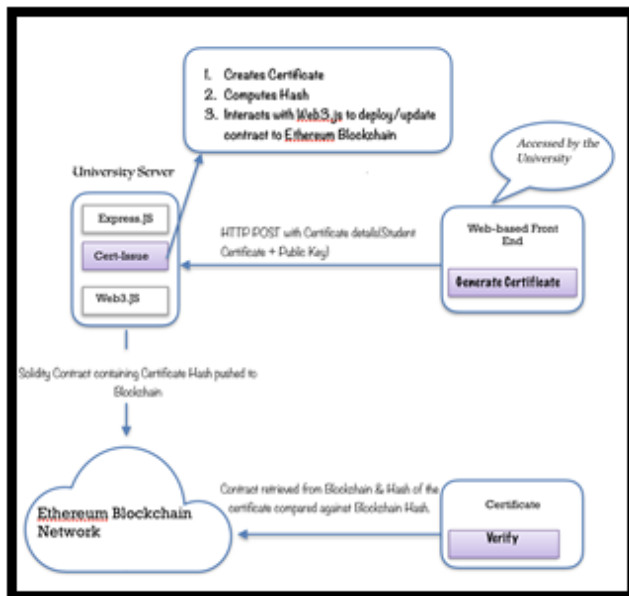 1. Creates Certificate
2. Computes Hash
3. Interacts with Web3.js to deploy/update
contract to Ethereum Blockchain
University Server
Accessed by the
University
Express.JS
Cert-Issue
Web3.JS
HTTP POST with Certificate details(Student
Certificate + Public Key)
Web-based Front
End
Generate Certificate
Solidity Contract containing Certificate Hash pushed to
Blockchain
Ethereum Blockchain
Network
Contract retrieved from Blockchain & Hash of the
certificate compared against Blockchain Hash.
Certificate
Verify